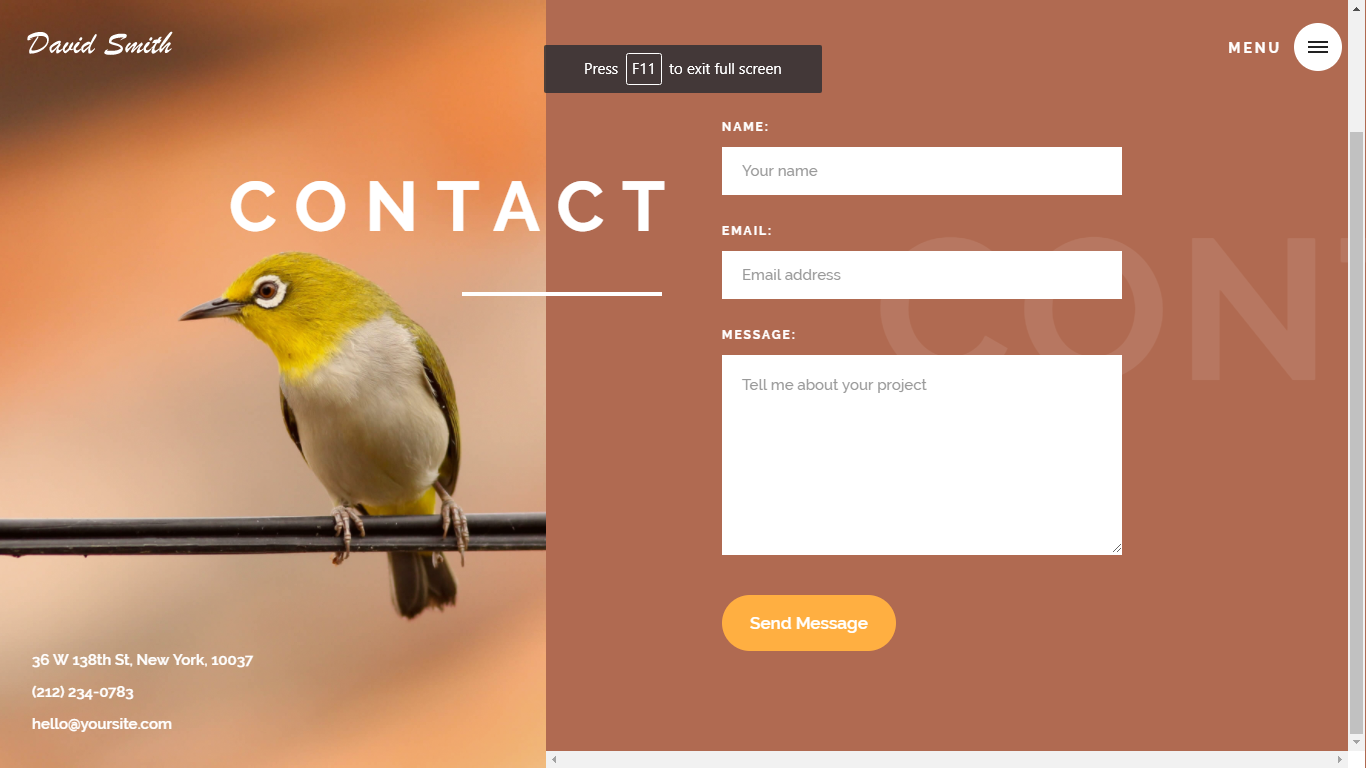 David Smith
MENU
Press F11 to exit full screen
NAME:
Your name
CONTACT
EMAIL:
Email address
CONT
MESSAGE:
Tell me about your project
Send Message
36 W 138th St, New York, 10037
(212) 234-0783
hello@yoursite.com